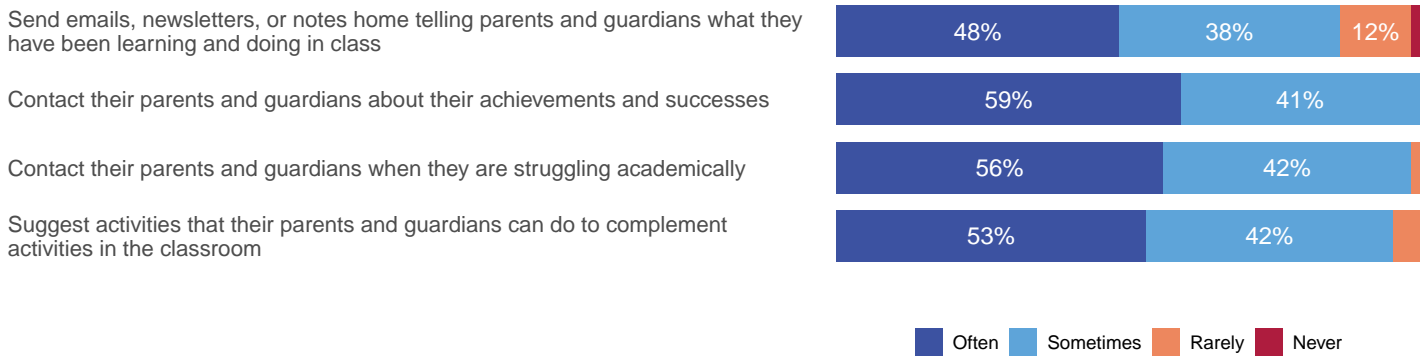 Send emails, newsletters, or notes home telling parents and guardians what they
have been learning and doing in class
48% 38% 12%
Contact their parents and guardians about their achievements and successes
59% 41%
Contact their parents and guardians when they are struggling academically
56% 42%
Suggest activities that their parents and guardians can do to complement
activities in the classroom
53% 42%
Often Sometimes Rarely Never